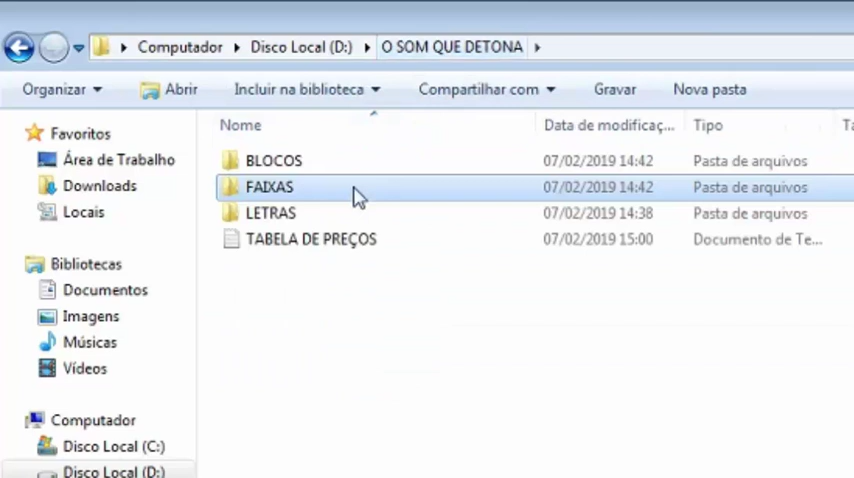 Computador Disco Local (D:) O SOM QUE DETONA
Organizar Abrir Incluir na biblioteca Compartilhar com Gravar Nova pasta
Favoritos
Área de Trabalho
Downloads
Locais
Bibliotecas
Documentos
Imagens
Músicas
Vídeos
Computador
Disco Local (C:)
Disco Local (D:)
Nome Data de modificaç... Tipo Ta
BLOCOS 07/02/2019 14:42 Pasta de arquivos
FAIXAS 07/02/2019 14:42 Pasta de arquivos
LETRAS 07/02/2019 14:38 Pasta de arquivos
TABELA DE PREÇOS 07/02/2019 15:00 Documento de Te...